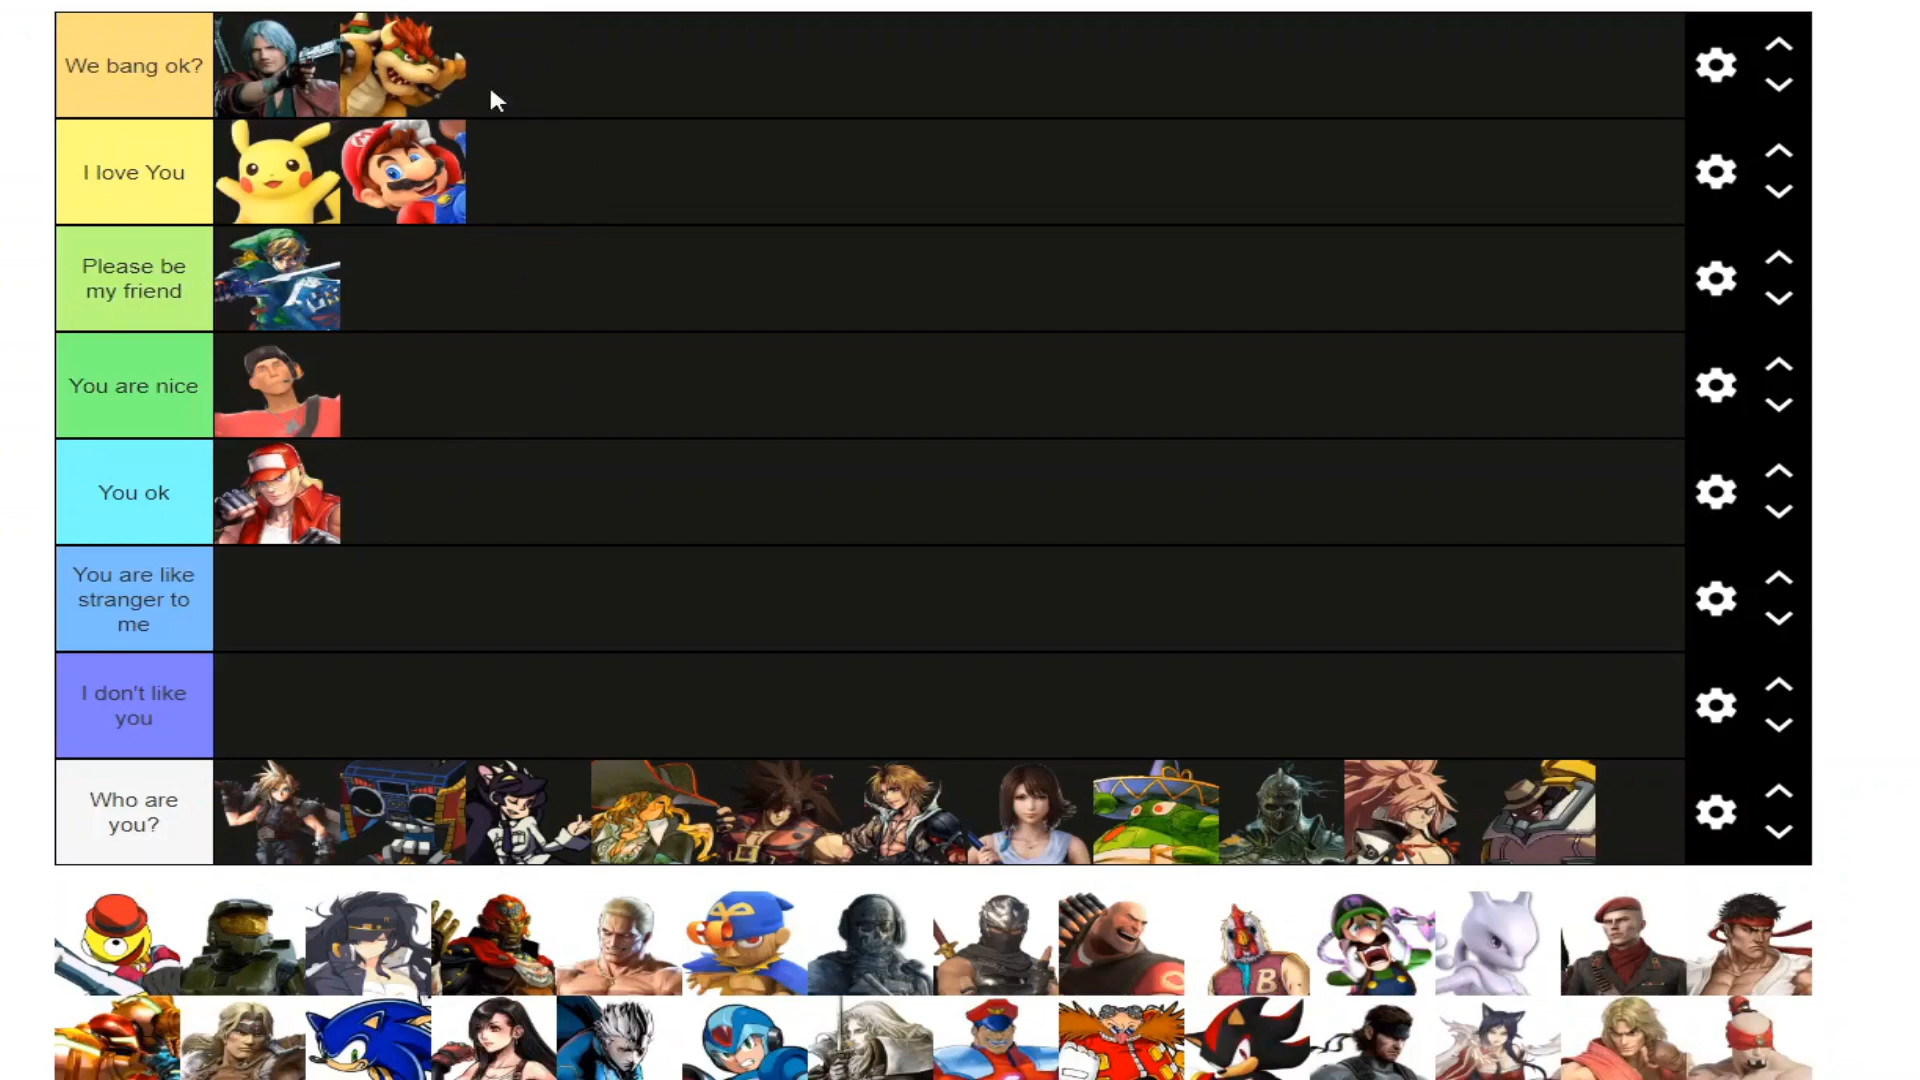 We bang ok?
I love You
Please be
my friend
You are nice
You ok
You are like
stranger to
me
I don't like
you
Who are
you?
M
B